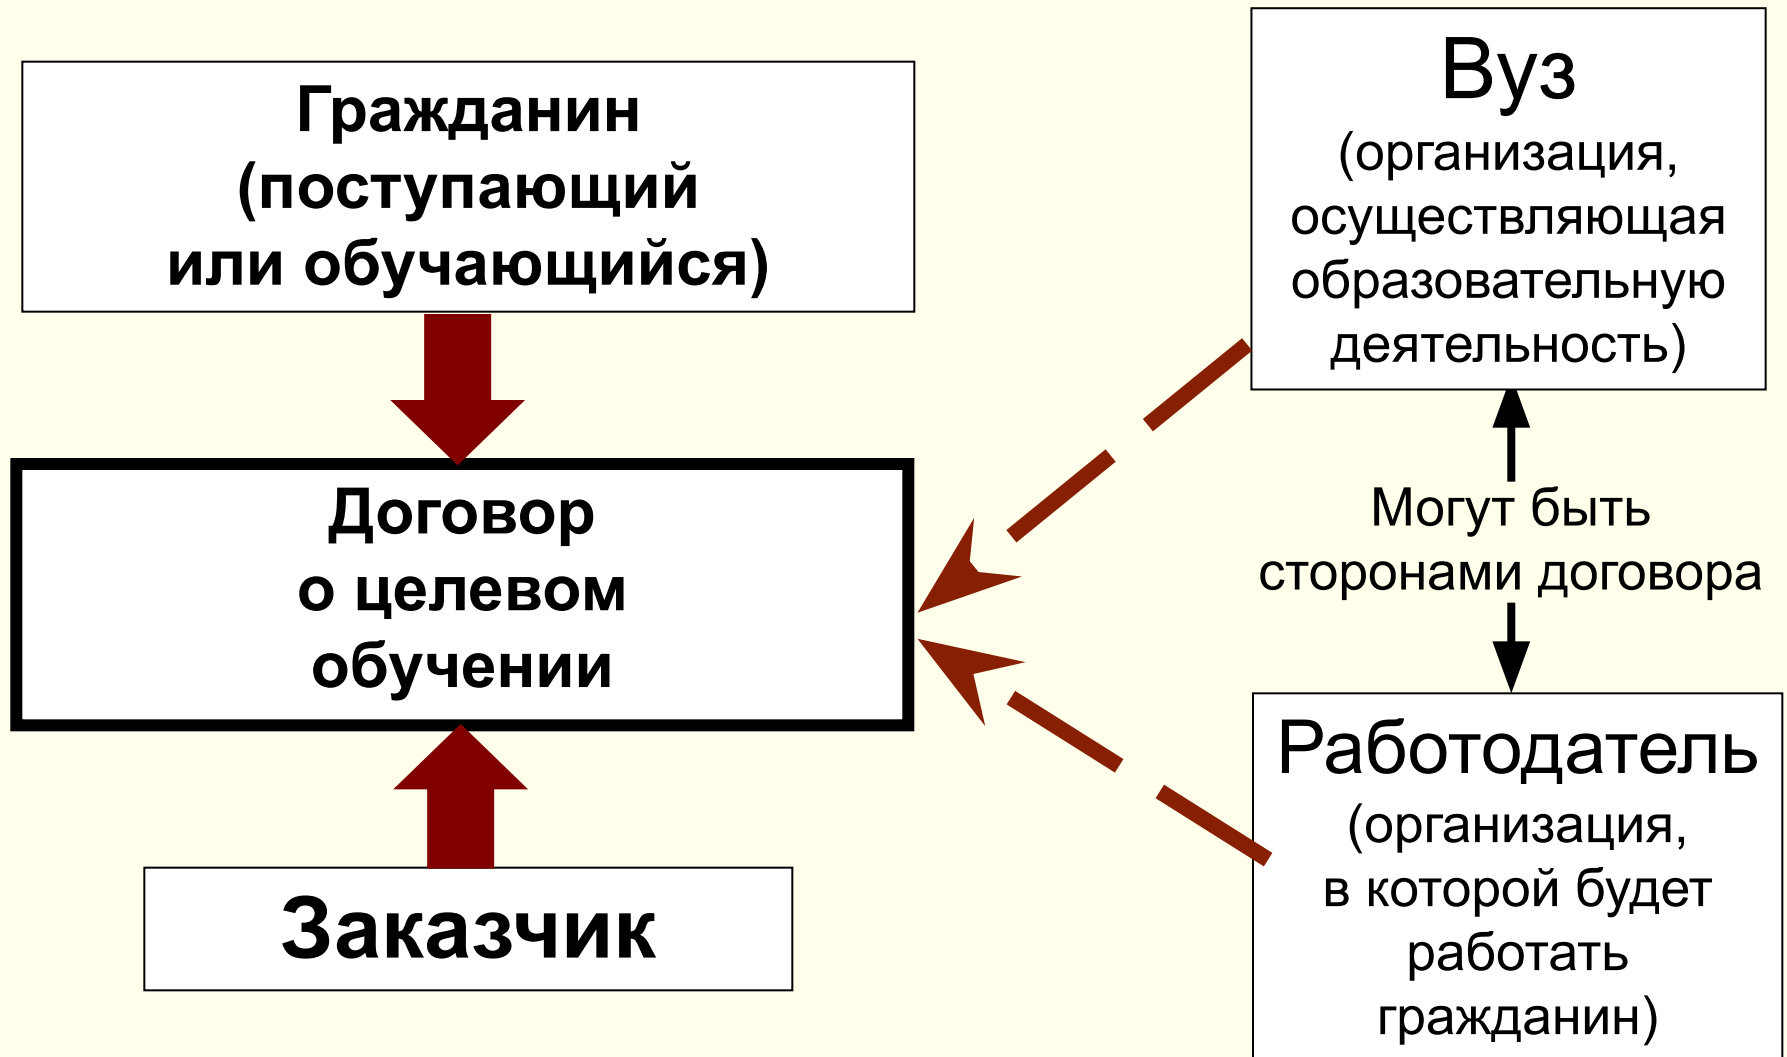 Гражданин
(поступающий
или обучающийся)
Договор
о целевом
обучении
Заказчик
Вуз
(организация,
осуществляющая
образовательную
деятельность)
Могут быть
сторонами договора
Работодатель
(организация,
в которой будет
работать
гражданин)